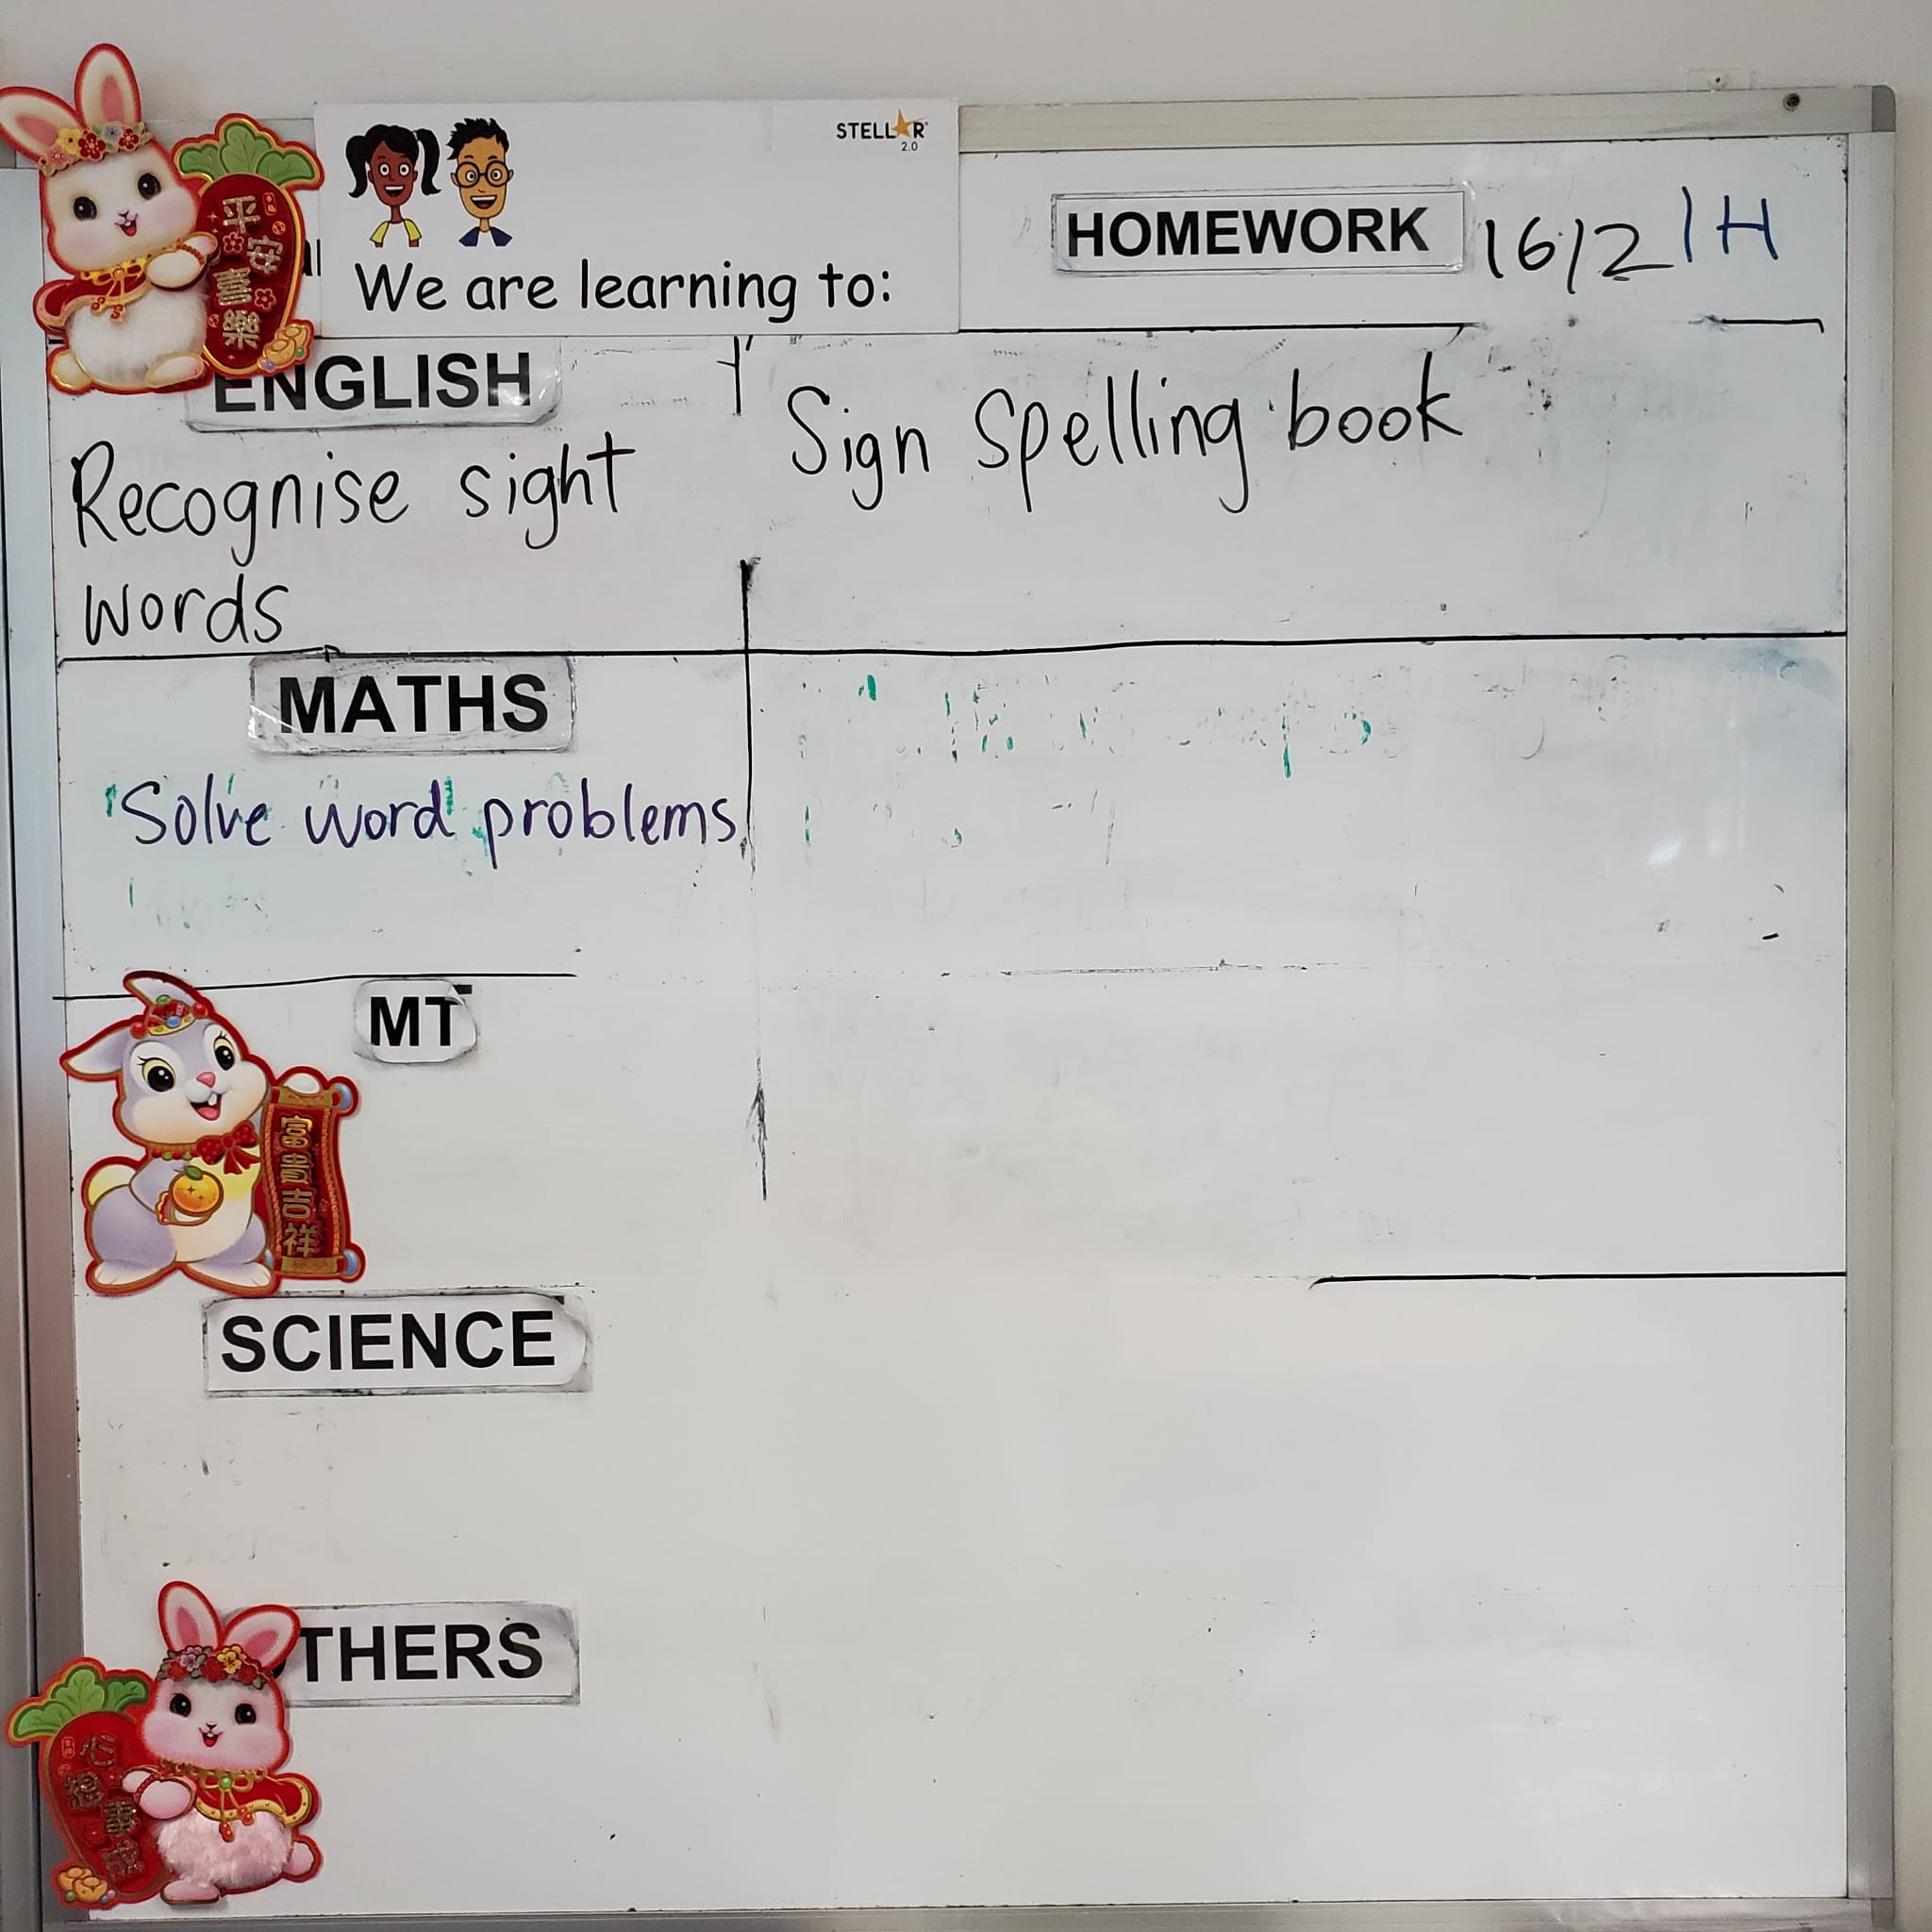 STELLAR
2.0
We are learning to:
HOMEWORK 16/2 1H
平安喜樂
ENGLISH
Recognise sight
words
Sign Spelling book
MATHS
Solve word problems
MT
富貴吉祥
SCIENCE
THERS
心想事成